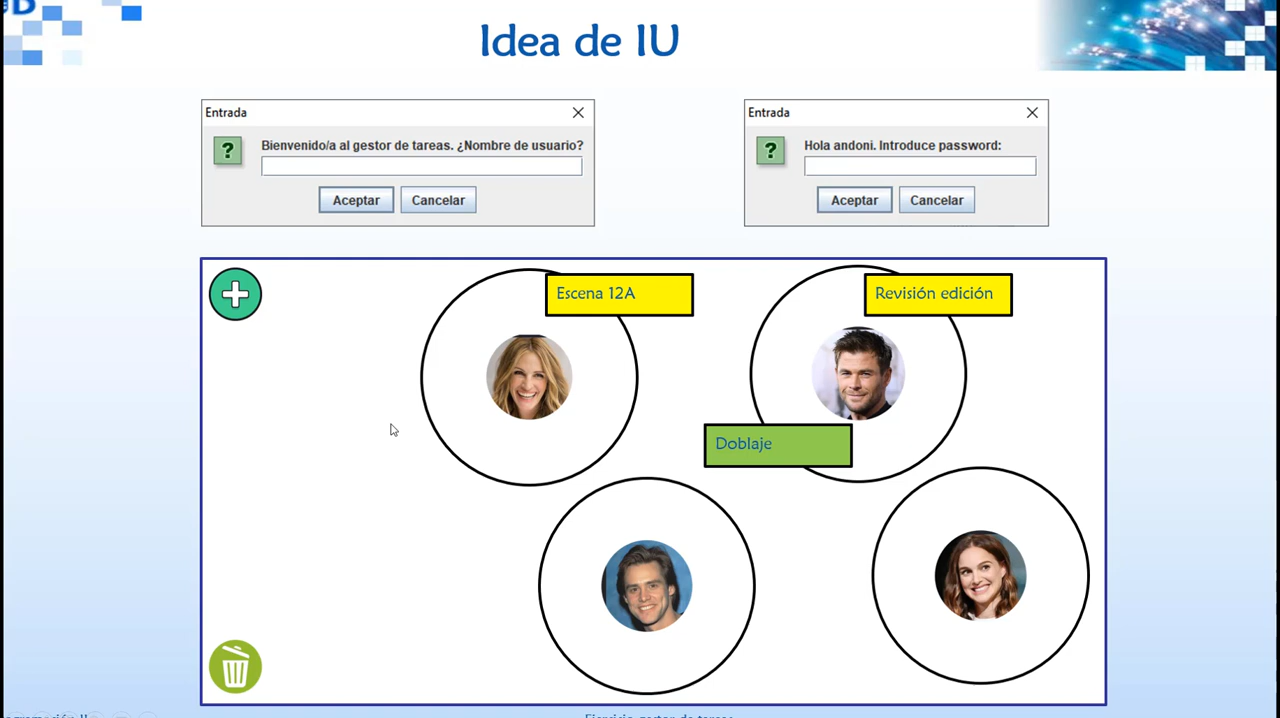 Idea de IU
Entrada
Bienvenido/a al gestor de tareas. ¿Nombre de usuario?
Aceptar Cancelar
Entrada
Hola andoni. Introduce password:
Aceptar Cancelar
Escena 12A
Revisión edición
Doblaje